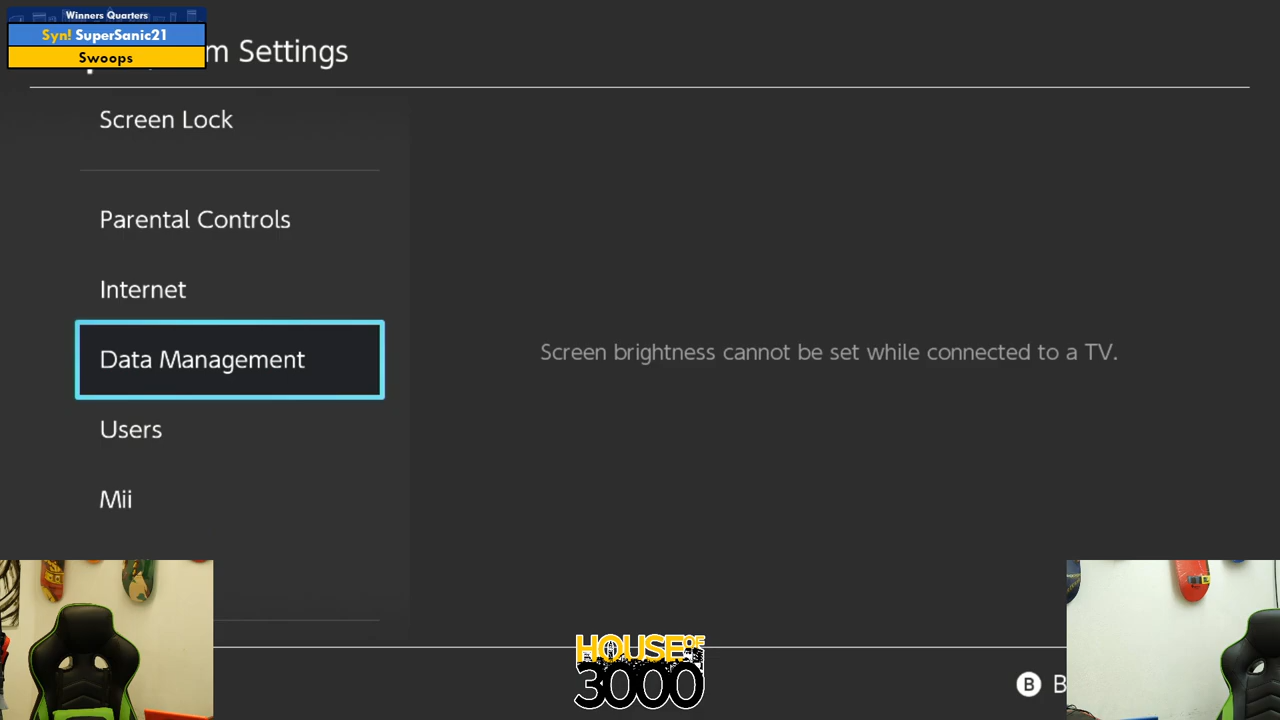 Winners Quarters
Syn! SuperSanic21
Swoops
m Settings
Screen Lock
Parental Controls
Internet
Data Management
Users
Mii
Screen brightness cannot be set while connected to a TV.
HOUSE OF
3000
B